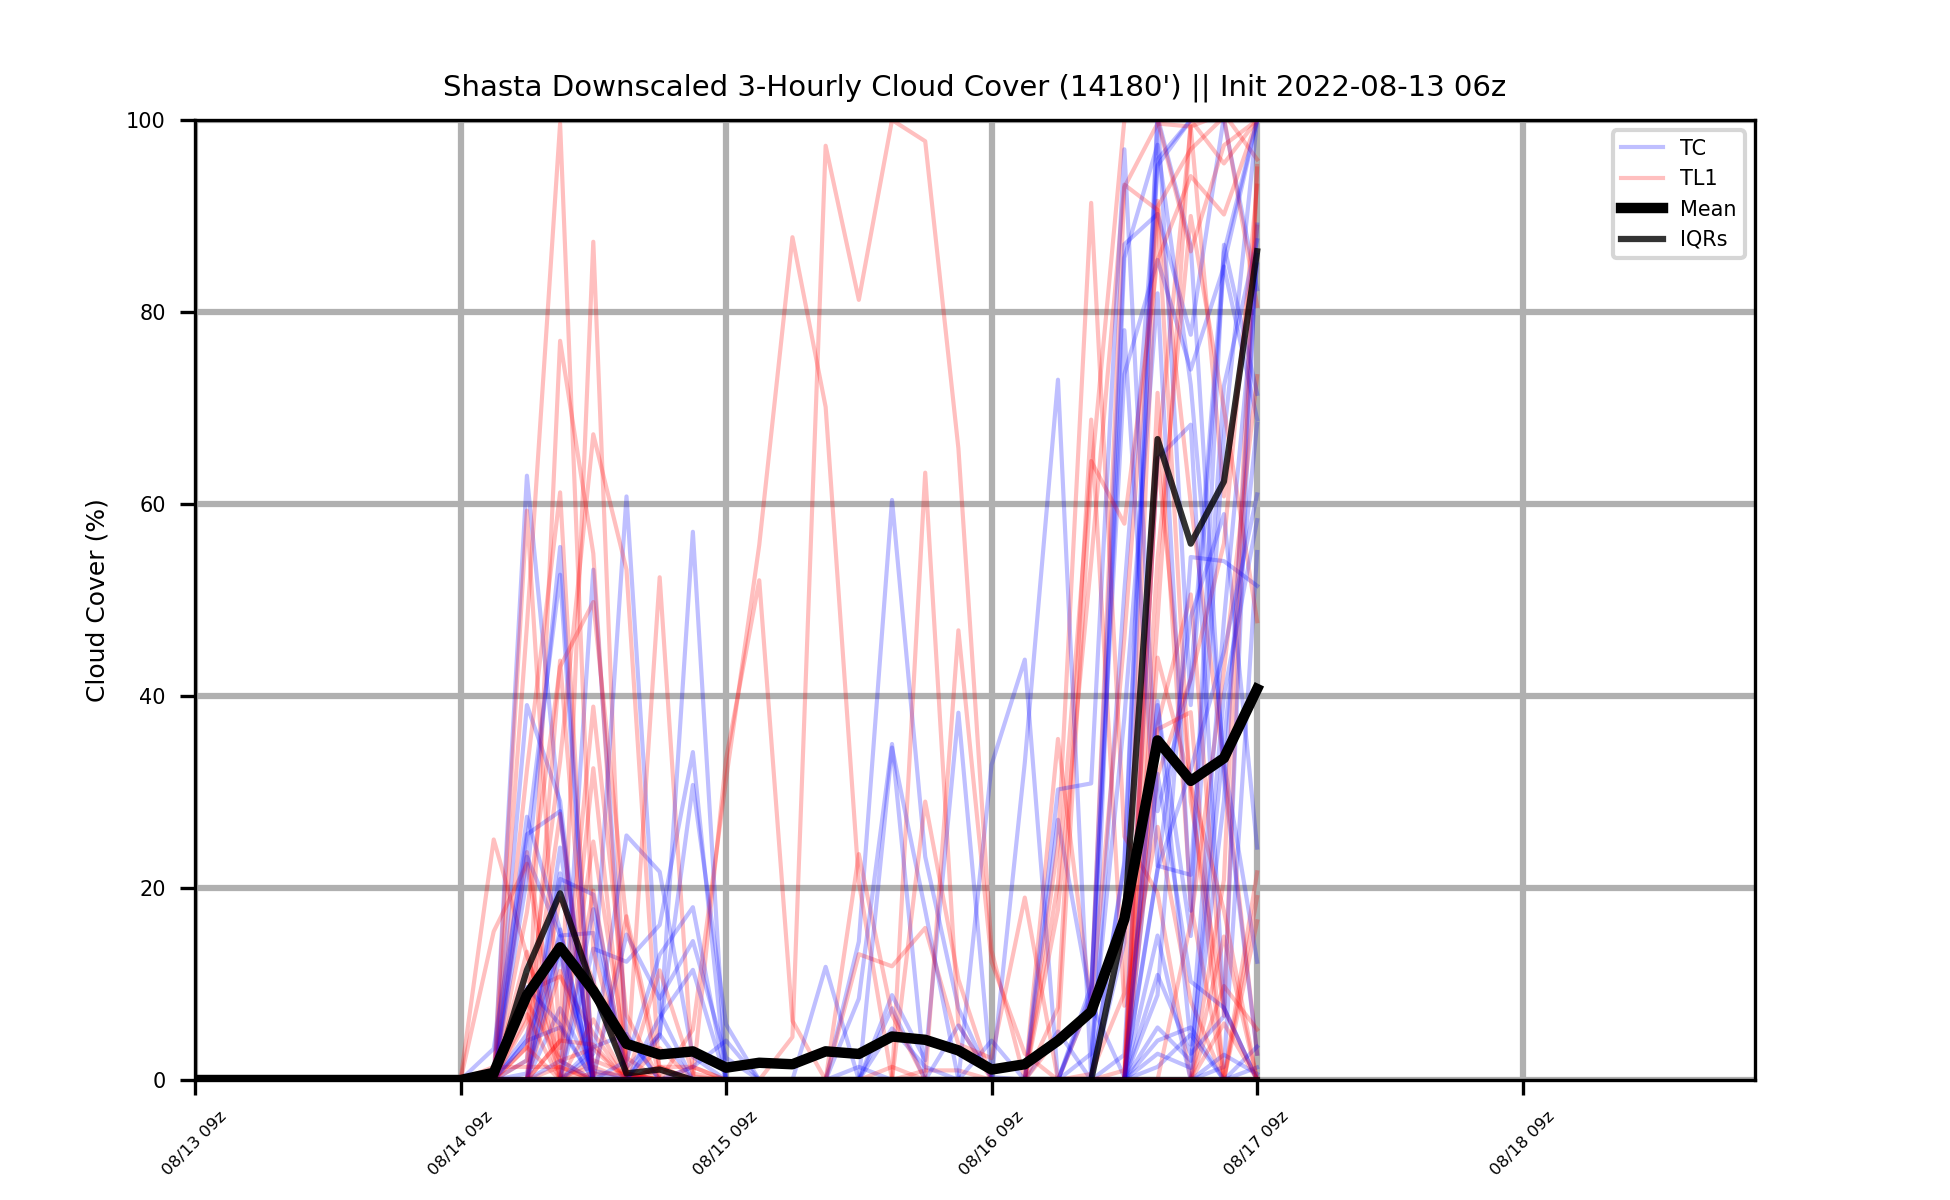 Shasta Downscaled 3-Hourly Cloud Cover (14180') || Init 2022-08-13 06z
100
80
60
40
20
0
Cloud Cover (%)
TC
TL1
Mean
IQRs
08/13 09z
08/14 09z
08/15 09z
08/16 09z
08/17 09z
08/18 09z